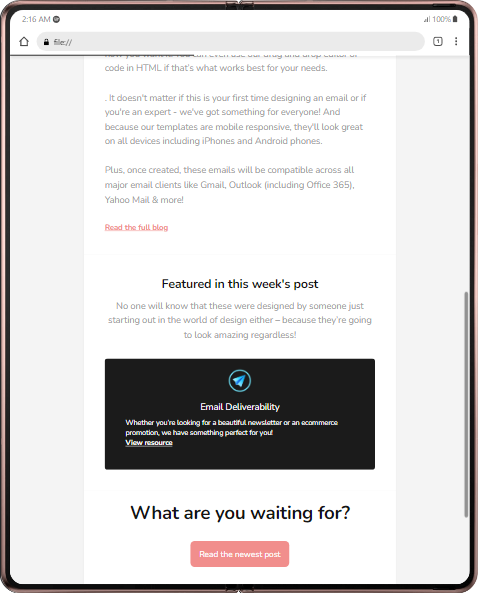 2:16 AM
100%
file://
1
code in HTML if that's what works best for your needs.
. It doesn't matter if this is your first time designing an email or if
you're an expert - we've got something for everyone! And
because our templates are mobile responsive, they'll look great
on all devices including iPhones and Android phones.
Plus, once created, these emails will be compatible across all
major email clients like Gmail, Outlook (including Office 365),
Yahoo Mail & more!
Read the full blog
Featured in this week's post
No one will know that these were designed by someone just
starting out in the world of design either – because they're going
to look amazing regardless!
Email Deliverability
Whether you're looking for a beautiful newsletter or an ecommerce
promotion, we have something perfect for you!
View resource
What are you waiting for?
Read the newest post